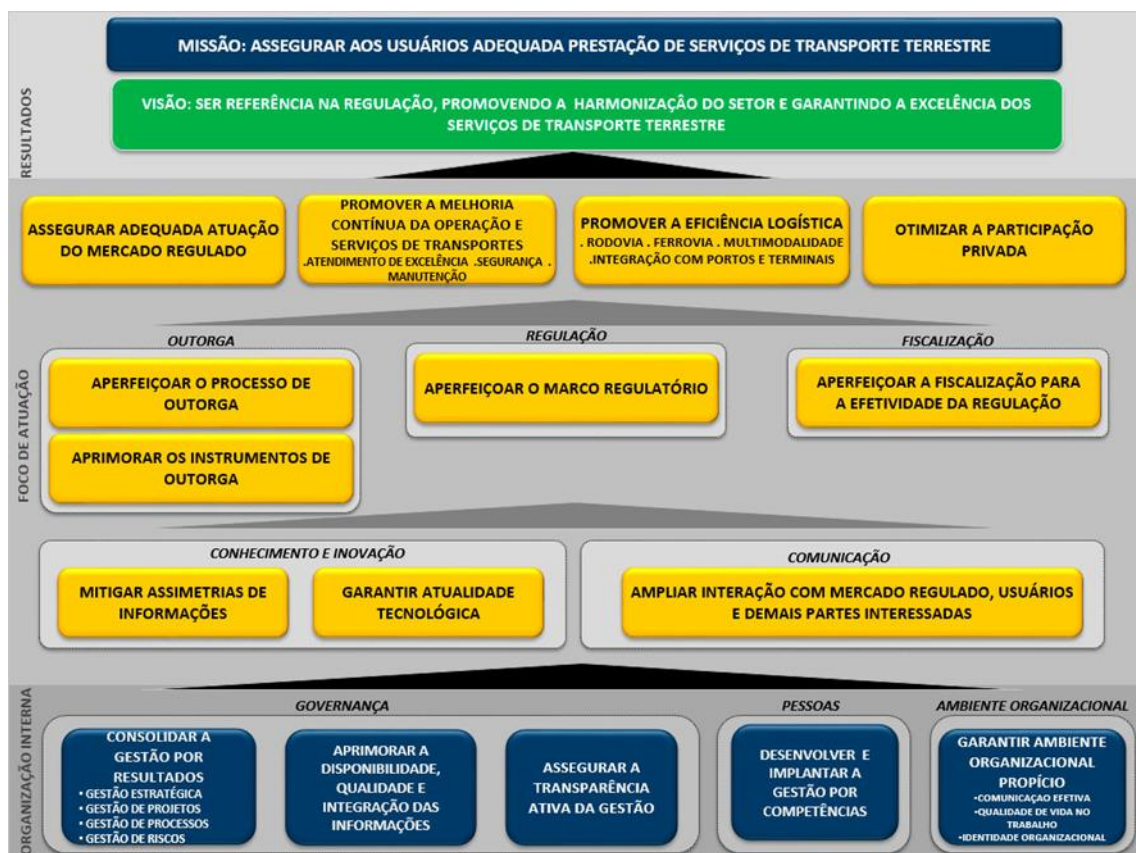 RESULTADOS
MISSÃO: ASSEGURAR AOS USUÁRIOS ADEQUADA PRESTAÇÃO DE SERVIÇOS DE TRANSPORTE TERRESTRE
VISÃO: SER REFERÊNCIA NA REGULAÇÃO, PROMOVENDO A HARMONIZAÇÂO DO SETOR E GARANTINDO A EXCELÊNCIA DOS
SERVIÇOS DE TRANSPORTE TERRESTRE
FOCO DE ATUAÇÃO
ASSEGURAR ADEQUADA ATUAÇÃO
DO MERCADO REGULADO
PROMOVER A MELHORIA
CONTÍNUA DA OPERAÇÃO E
SERVIÇOS DE TRANSPORTES
.ATENDIMENTO DE EXCELÊNCIA .SEGURANÇA .
MANUTENÇÃO
PROMOVER A EFICIÊNCIA LOGÍSTICA
. RODOVIA . FERROVIA . MULTIMODALIDADE
.INTEGRAÇÃO COM PORTOS E TERMINAIS
OTIMIZAR A PARTICIPAÇÃO
PRIVADA
OUTORGA
APERFEIÇOAR O PROCESSO DE
OUTORGA
APRIMORAR OS INSTRUMENTOS DE
OUTORGA
REGULAÇÃO
APERFEIÇOAR O MARCO REGULATÓRIO
FISCALIZAÇÃO
APERFEIÇOAR A FISCALIZAÇÃO PARA
A EFETIVIDADE DA REGULAÇÃO
CONHECIMENTO E INOVAÇÃO
MITIGAR ASSIMETRIAS DE
INFORMAÇÕES
GARANTIR ATUALIDADE
TECNOLÓGICA
COMUNICAÇÃO
AMPLIAR INTERAÇÃO COM MERCADO REGULADO, USUÁRIOS
E DEMAIS PARTES INTERESSADAS
ORGANIZAÇÃO INTERNA
GOVERNANÇA
CONSOLIDAR A
GESTÃO POR
RESULTADOS
• GESTÃO ESTRATÉGICA
• GESTÃO DE PROJETOS
• GESTÃO DE PROCESSOS
• GESTÃO DE RISCOS
APRIMORAR A
DISPONIBILIDADE,
QUALIDADE E
INTEGRAÇÃO DAS
INFORMAÇÕES
ASSEGURAR A
TRANSPARÊNCIA
ATIVA DA GESTÃO
PESSOAS
DESENVOLVER E
IMPLANTAR A
GESTÃO POR
COMPETÊNCIAS
AMBIENTE ORGANIZACIONAL
GARANTIR AMBIENTE
ORGANIZACIONAL
PROPÍCIO
•COMUNICAÇAO EFETIVA
•QUALIDADE DE VIDA NO
TRABALHO
•IDENTIDADE ORGANIZACIONAL